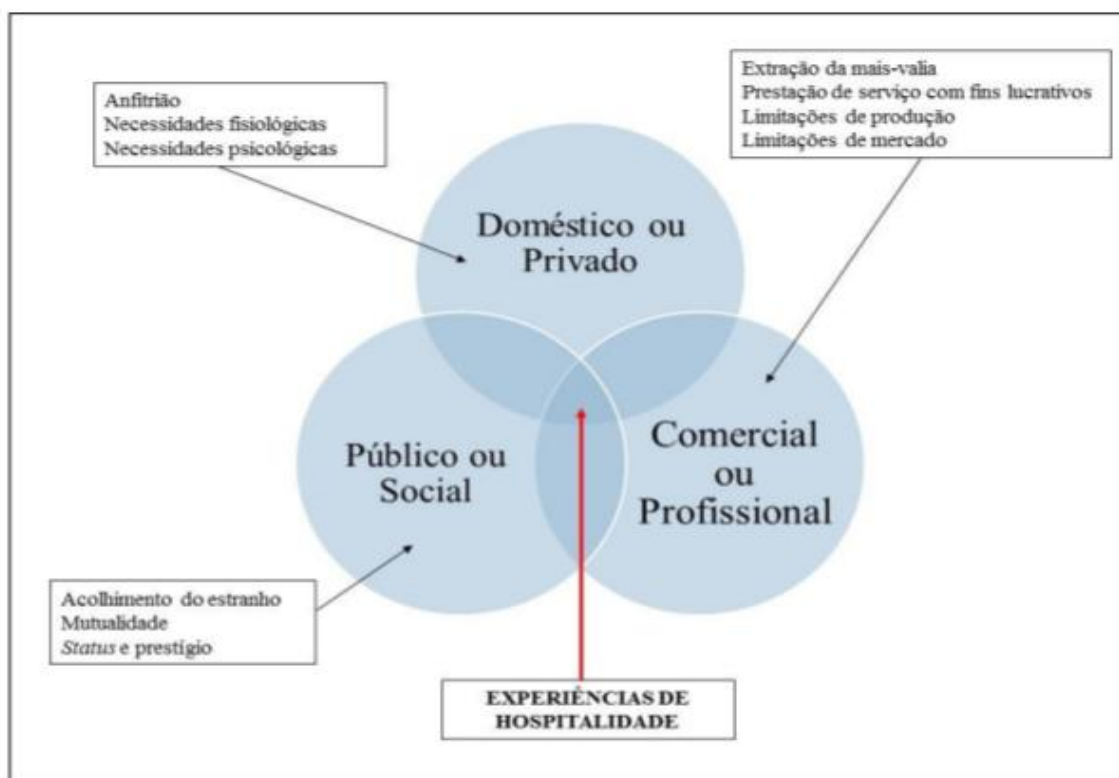 Anfitrião
Necessidades fisiológicas
Necessidades psicológicas
Extração da mais-valia
Prestação de serviço com fins lucrativos
Limitações de produção
Limitações de mercado
Doméstico ou
Privado
Público ou
Social
Comercial
ou
Profissional
Acolhimento do estranho
Mutualidade
Status e prestígio
EXPERIÊNCIAS DE
HOSPITALIDADE